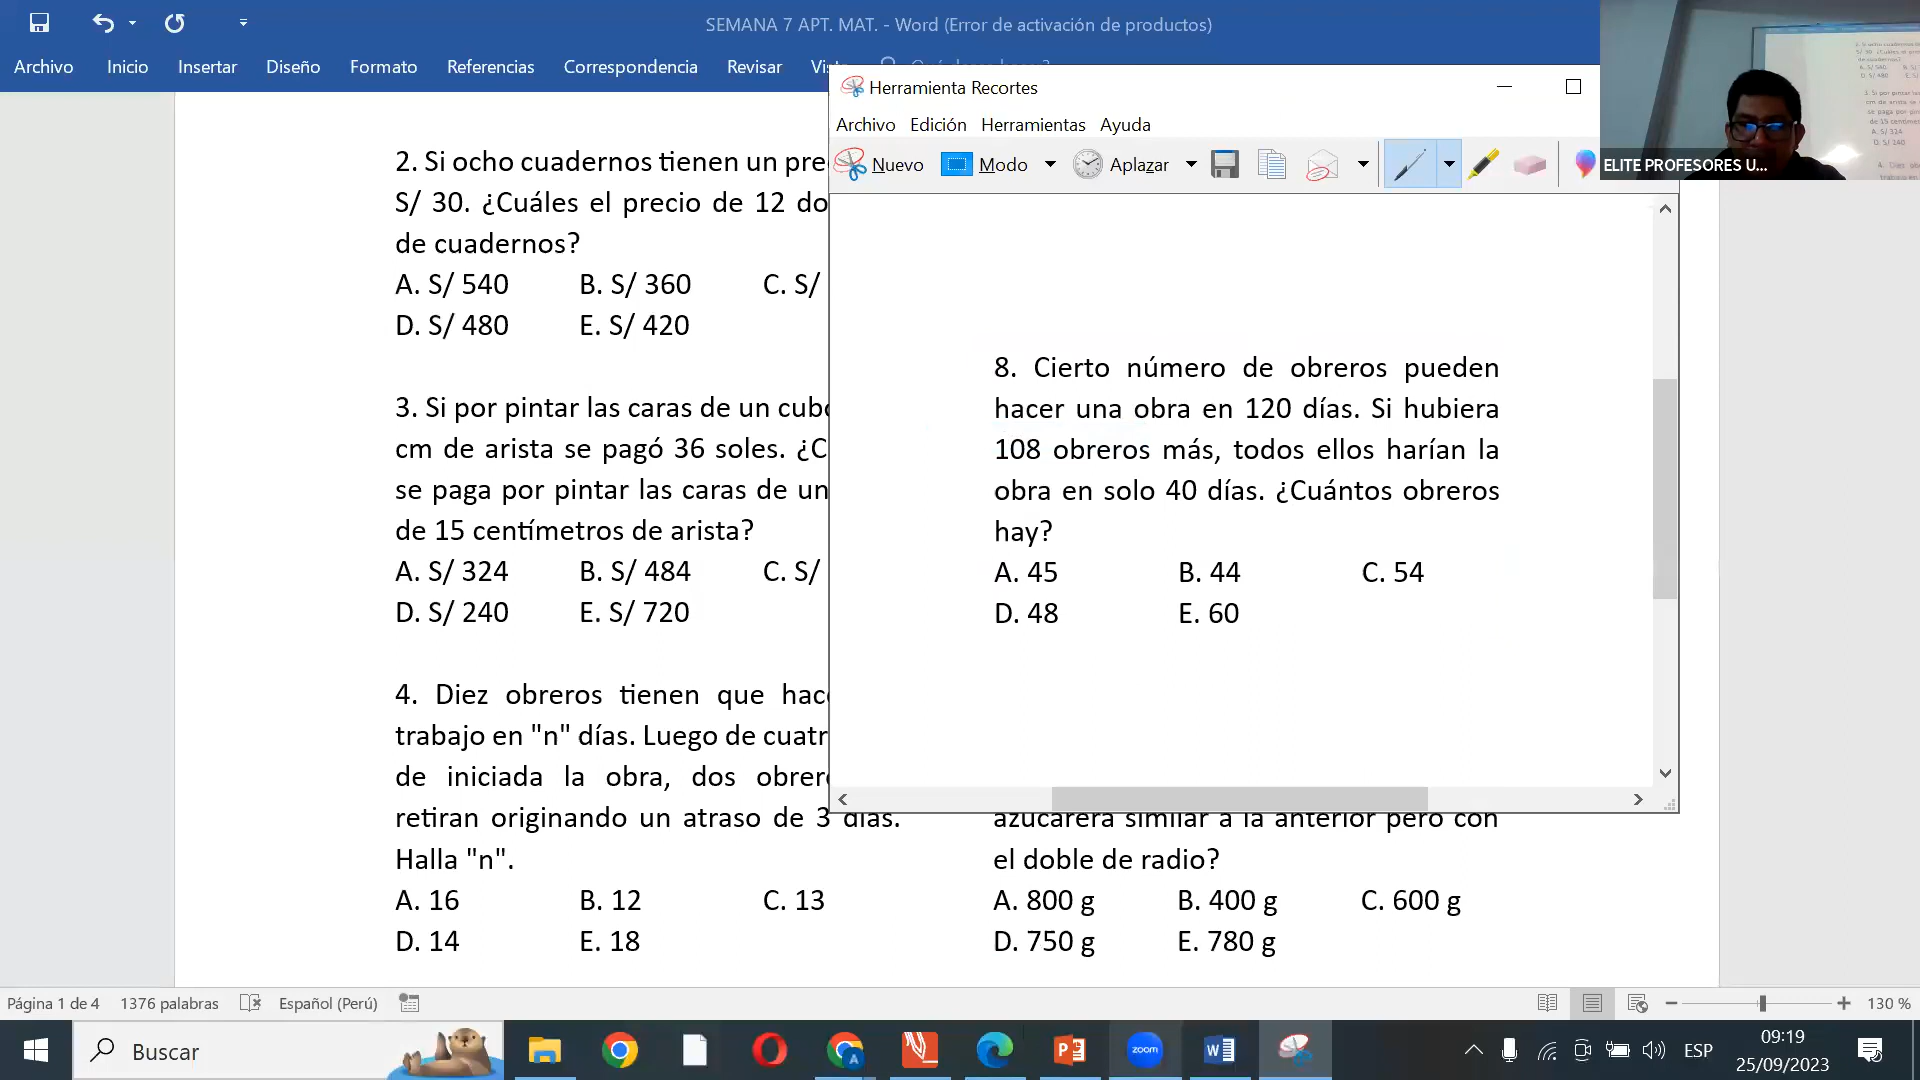 SEMANA 7 APT. MAT. - Word (Error de activación de productos)
Archivo Inicio Insertar Diseño Formato Referencias Correspondencia Revisar
2. Si ocho cuadernos tienen un
S/ 30. ¿Cuáles el precio de 12
de cuadernos?
A. S/ 540 B. S/ 360 C. S/
D. S/ 480 E. S/ 420
3. Si por pintar las caras de un cubo
cm de arista se pagó 36 soles.
se paga por pintar las caras de un
de 15 centímetros de arista?
A. S/ 324 B. S/ 484 C. S/
D. S/ 240 E. S/ 720
4. Diez obreros tienen que
trabajo en "n" días. Luego de
de iniciada la obra, dos
retiran originando un atraso de 3 días.
Halla "n".
A. 16 B. 12 C. 13
D. 14 E. 18
Herramienta Recortes
Archivo Edición Herramientas Ayuda
Nuevo Modo Aplazar
8. Cierto número de obreros pueden
hacer una obra en 120 días. Si hubiera
108 obreros más, todos ellos harían la
obra en solo 40 días. ¿Cuántos obreros
hay?
A. 45 B. 44 C. 54
D. 48 E. 60
azucarera similar a la anterior pero con
el doble de radio?
A. 800 g B. 400 g C. 600 g
D. 750 g E. 780 g
ELITE PROFESORES U...
Página 1 de 4 1376 palabras Español (Perú) 130 %
Buscar
zoom
ESP
09:19
25/09/2023